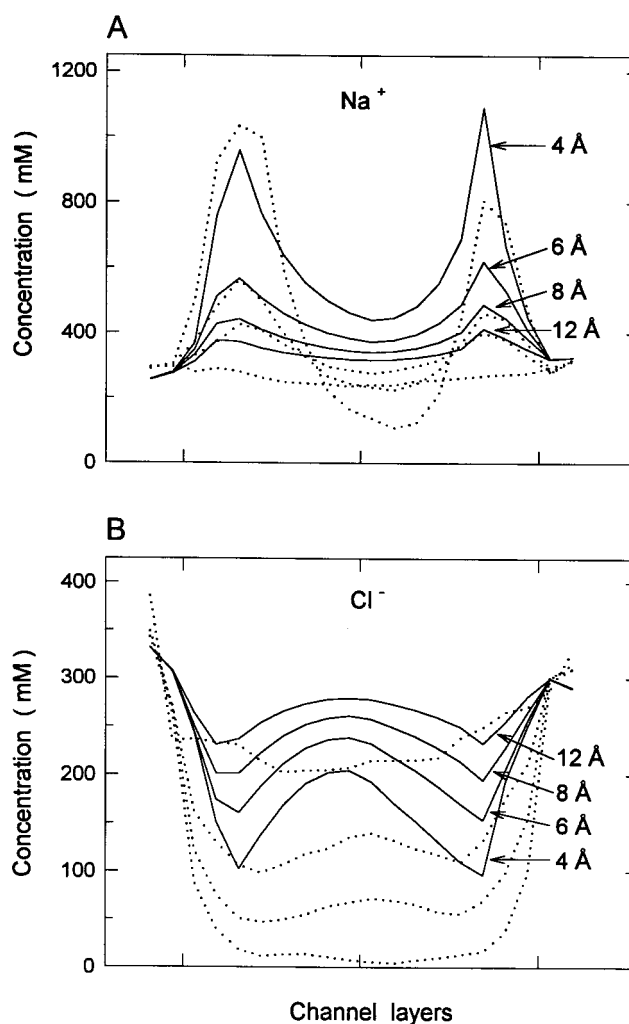 A
Na+
1200
800
400
0
Concentration ( mM )
4 Å
6 Å
8 Å
12 Å
B
Cl-
400
300
200
100
0
Concentration ( mM )
12 Å
8 Å
6 Å
4 Å
Channel layers